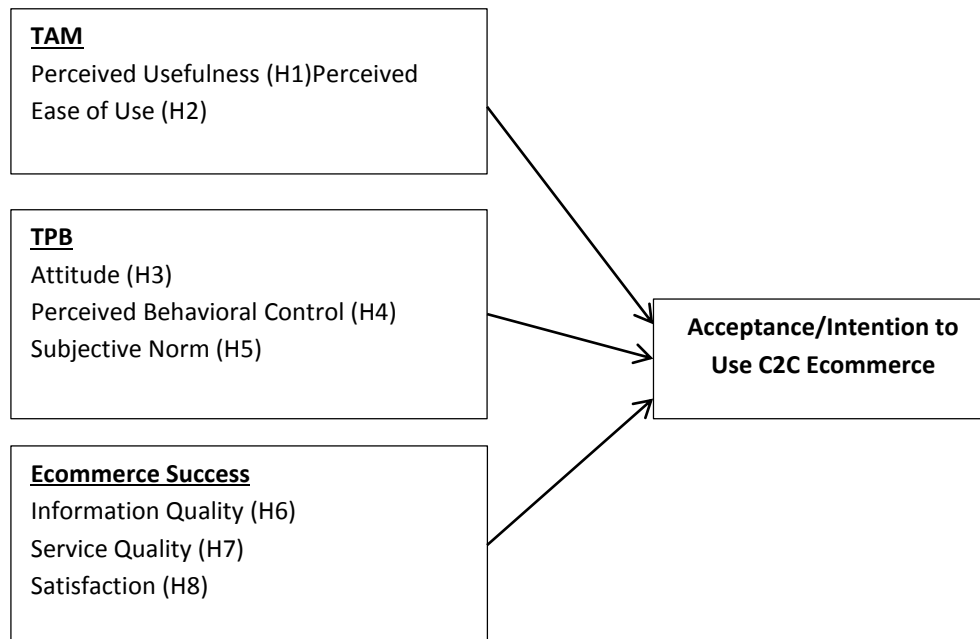 TAM
Perceived Usefulness (H1)Perceived
Ease of Use (H2)
TPB
Attitude (H3)
Perceived Behavioral Control (H4)
Subjective Norm (H5)
Ecommerce Success
Information Quality (H6)
Service Quality (H7)
Satisfaction (H8)
Acceptance/Intention to
Use C2C Ecommerce